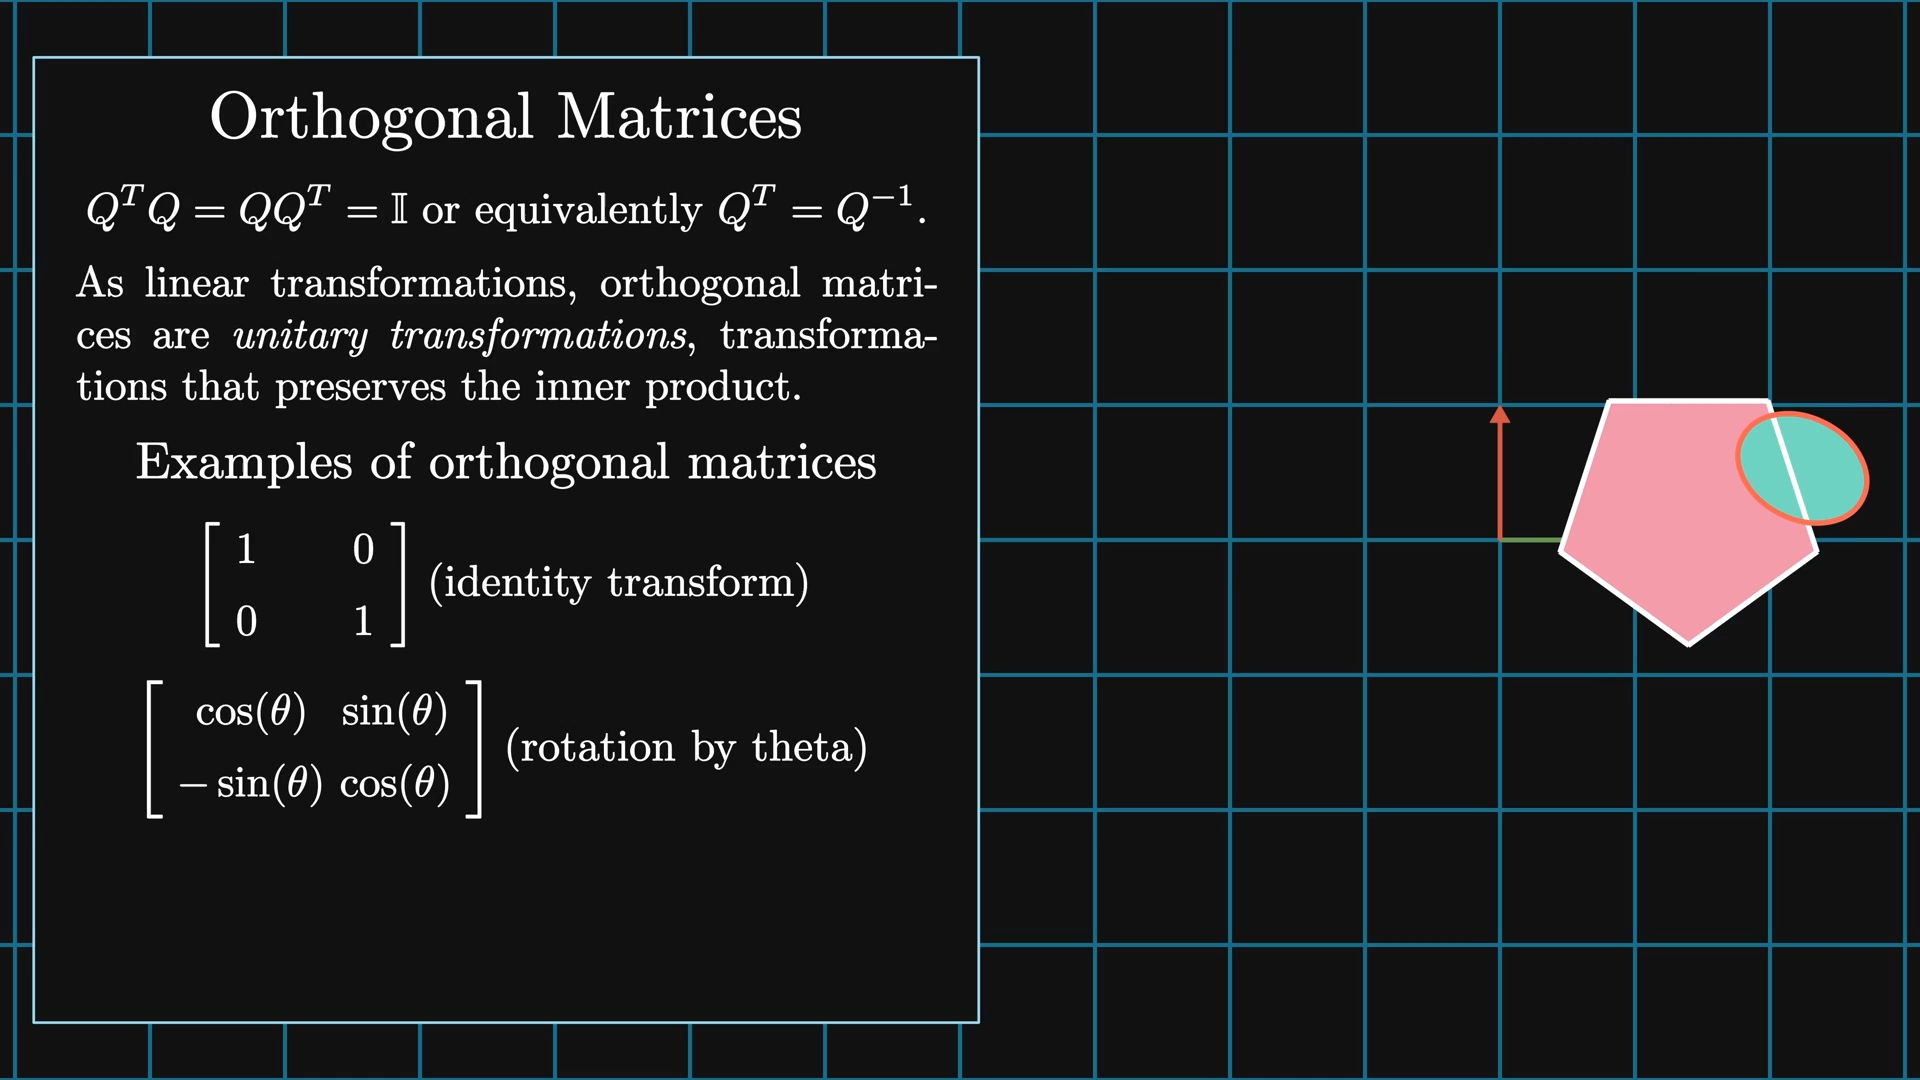 Orthogonal Matrices
Q^T Q = QQ^T = 𝕀 or equivalently Q^T = Q^{-1}.
As linear transformations, orthogonal matri-
ces are unitary transformations, transforma-
tions that preserves the inner product.
Examples of orthogonal matrices
[ 1 0
0 1 ] (identity transform)
[ cos(θ) sin(θ)
− sin(θ) cos(θ) ] (rotation by theta)